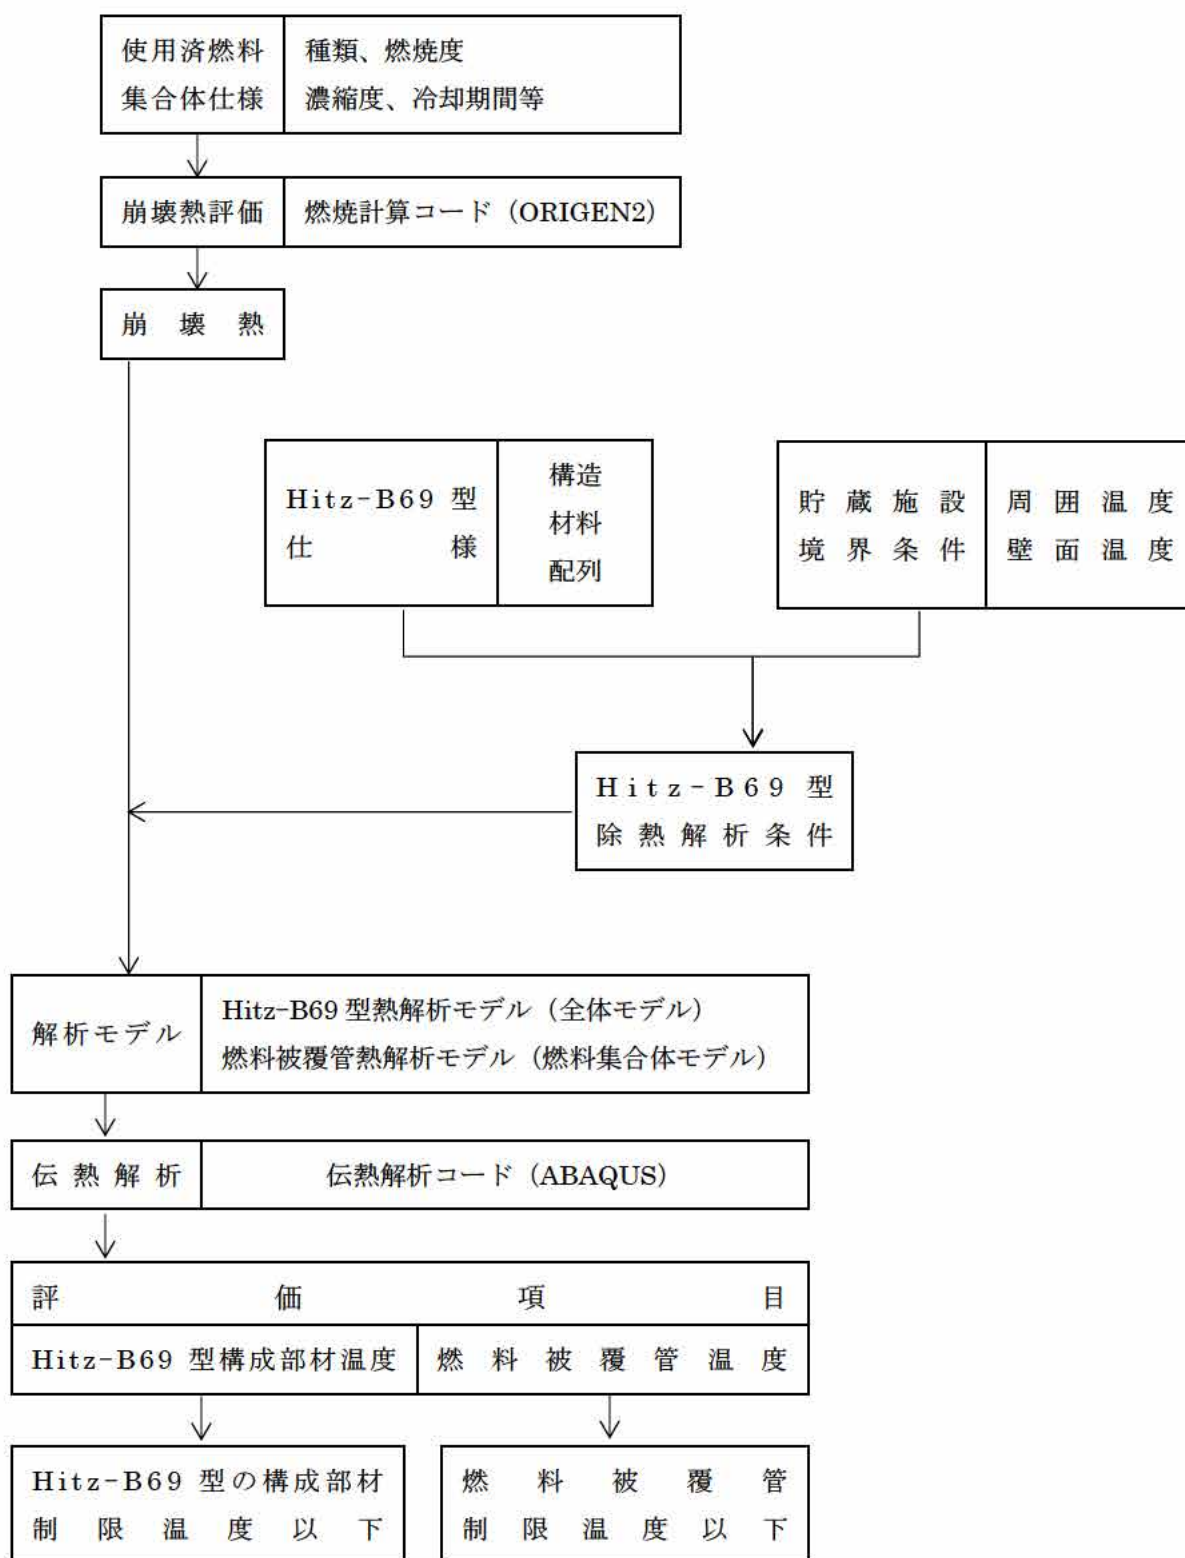 使用済燃料
集合体仕様
種類、燃焼度
濃縮度、冷却期間等
崩壊熱評価
燃焼計算コード（ORIGEN2）
崩壊熱
Hitz-B69 型
仕様
構造
材料
配列
貯蔵施設
境界条件
周囲温度
壁面温度
Hitz-B69 型
除熱解析条件
解析モデル
Hitz-B69 型熱解析モデル（全体モデル）
燃料被覆管熱解析モデル（燃料集合体モデル）
伝熱解析
伝熱解析コード（ABAQUS）
評価項目
Hitz-B69 型構成部材温度
燃料被覆管温度
Hitz-B69 型の構成部材
制限温度以下
燃料被覆管
制限温度以下